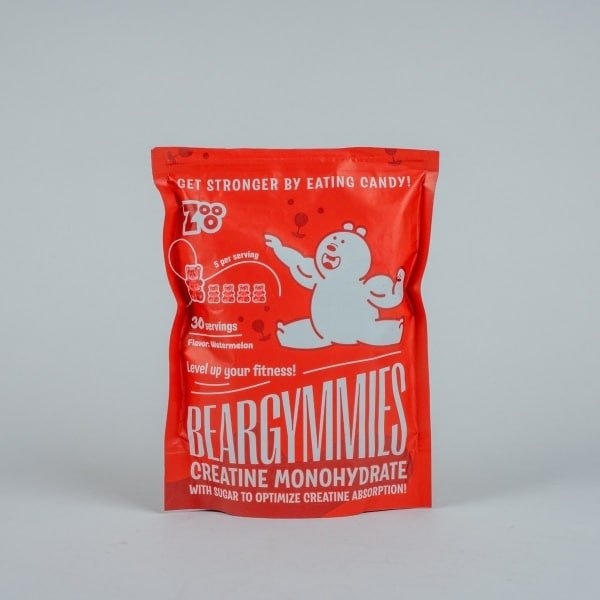 GET STRONGER BY EATING CANDY!
Zöö
5 per serving
30 servings
Flavor: Watermelon
Level up your fitness!
BEARGYMMIES
CREATINE MONOHYDRATE
WITH SUGAR TO OPTIMIZE CREATINE ABSORPTION!